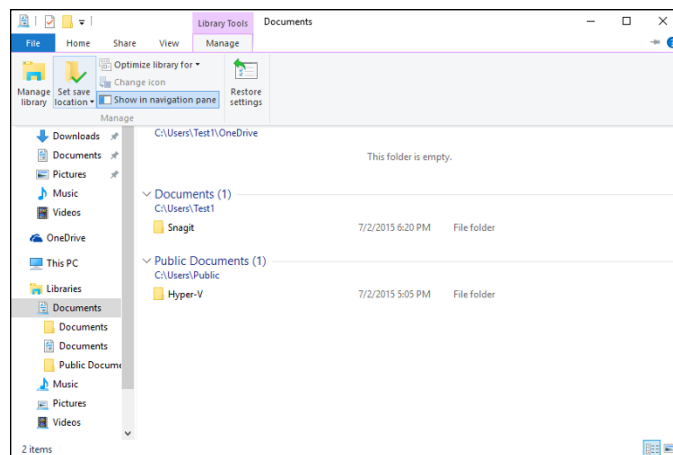 Library Tools Documents
File Home Share View Manage
Manage library
Set save location
Optimize library for
Change icon
Show in navigation pane
Restore settings
Manage
Downloads
Documents
Pictures
Music
Videos
OneDrive
This PC
Libraries
Documents
Documents
Documents
Public Docume
Music
Pictures
Videos
C:\Users\Test1\OneDrive
This folder is empty.
Documents (1)
C:\Users\Test1
Snagit 7/2/2015 6:20 PM File folder
Public Documents (1)
C:\Users\Public
Hyper-V 7/2/2015 5:05 PM File folder
2 items